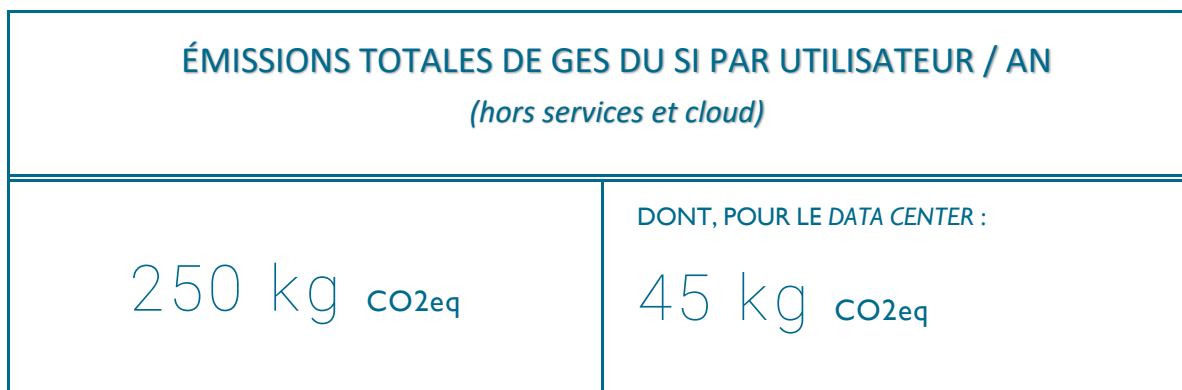 ÉMISSIONS TOTALES DE GES DU SI PAR UTILISATEUR / AN
(hors services et cloud)
250 kg CO2eq
DONT, POUR LE DATA CENTER :
45 kg CO2eq